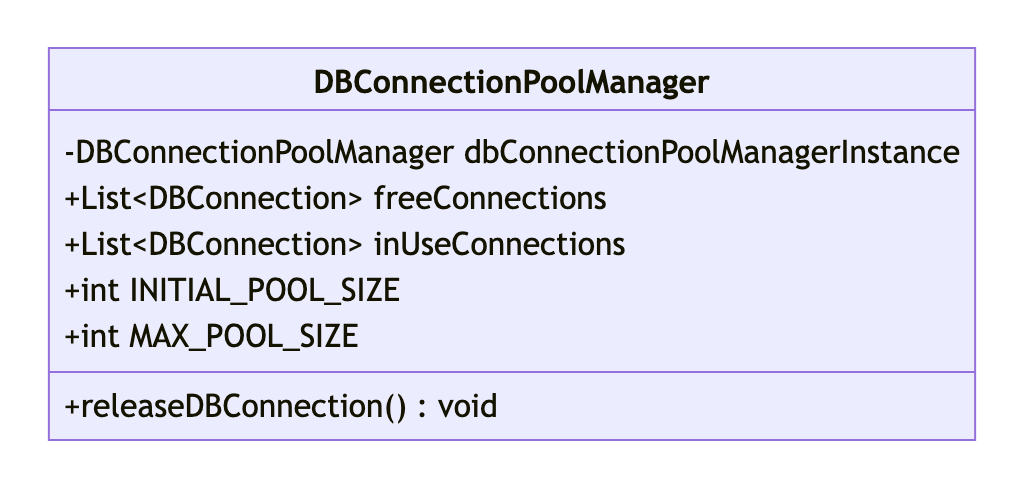 DBConnectionPoolManager
-DBConnectionPoolManager dbConnectionPoolManagerInstance
+List<DBConnection> freeConnections
+List<DBConnection> inUseConnections
+int INITIAL_POOL_SIZE
+int MAX_POOL_SIZE
+releaseDBConnection() : void